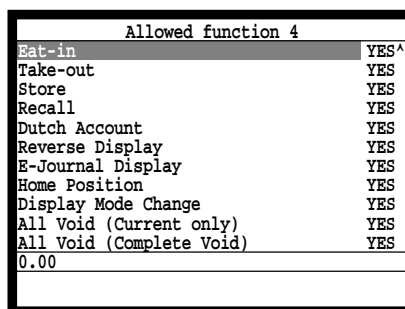 Allowed function 4
Eat-in YES^
Take-out YES
Store YES
Recall YES
Dutch Account YES
Reverse Display YES
E-Journal Display YES
Home Position YES
Display Mode Change YES
All Void (Current only) YES
All Void (Complete Void) YES
0.00